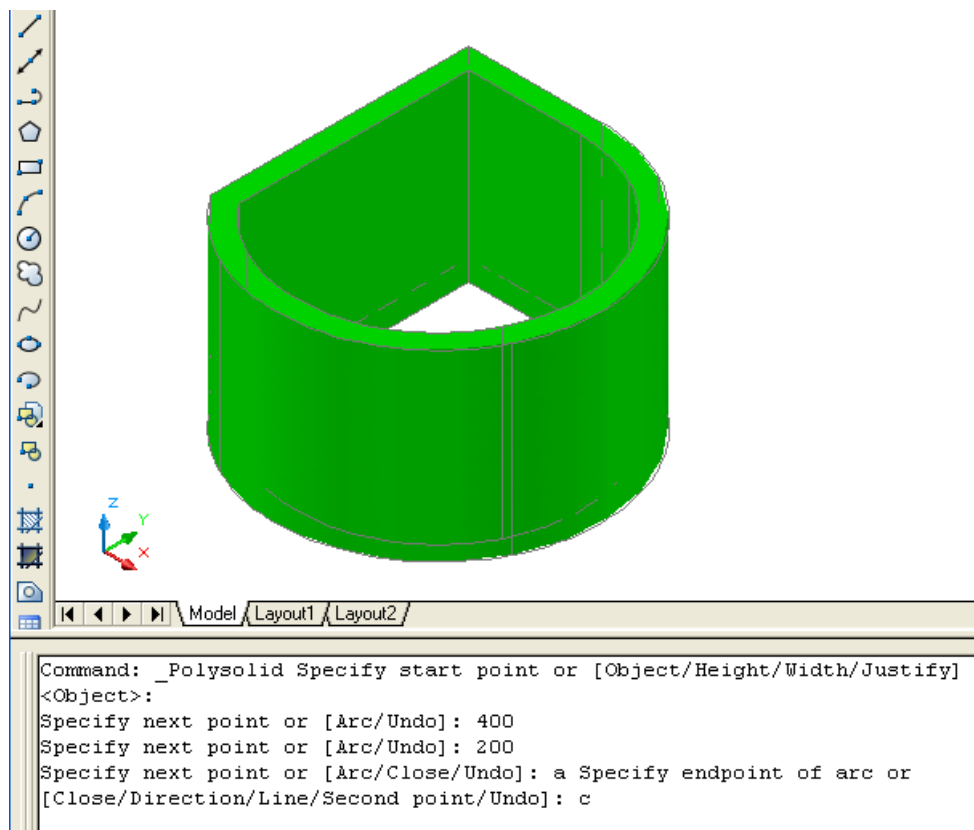 Z
Y
X
Model Layout1 Layout2
Command: _Polysolid Specify start point or [Object/Height/Width/Justify]
<Object>:
Specify next point or [Arc/Undo]: 400
Specify next point or [Arc/Undo]: 200
Specify next point or [Arc/Close/Undo]: a Specify endpoint of arc or
[Close/Direction/Line/Second point/Undo]: c